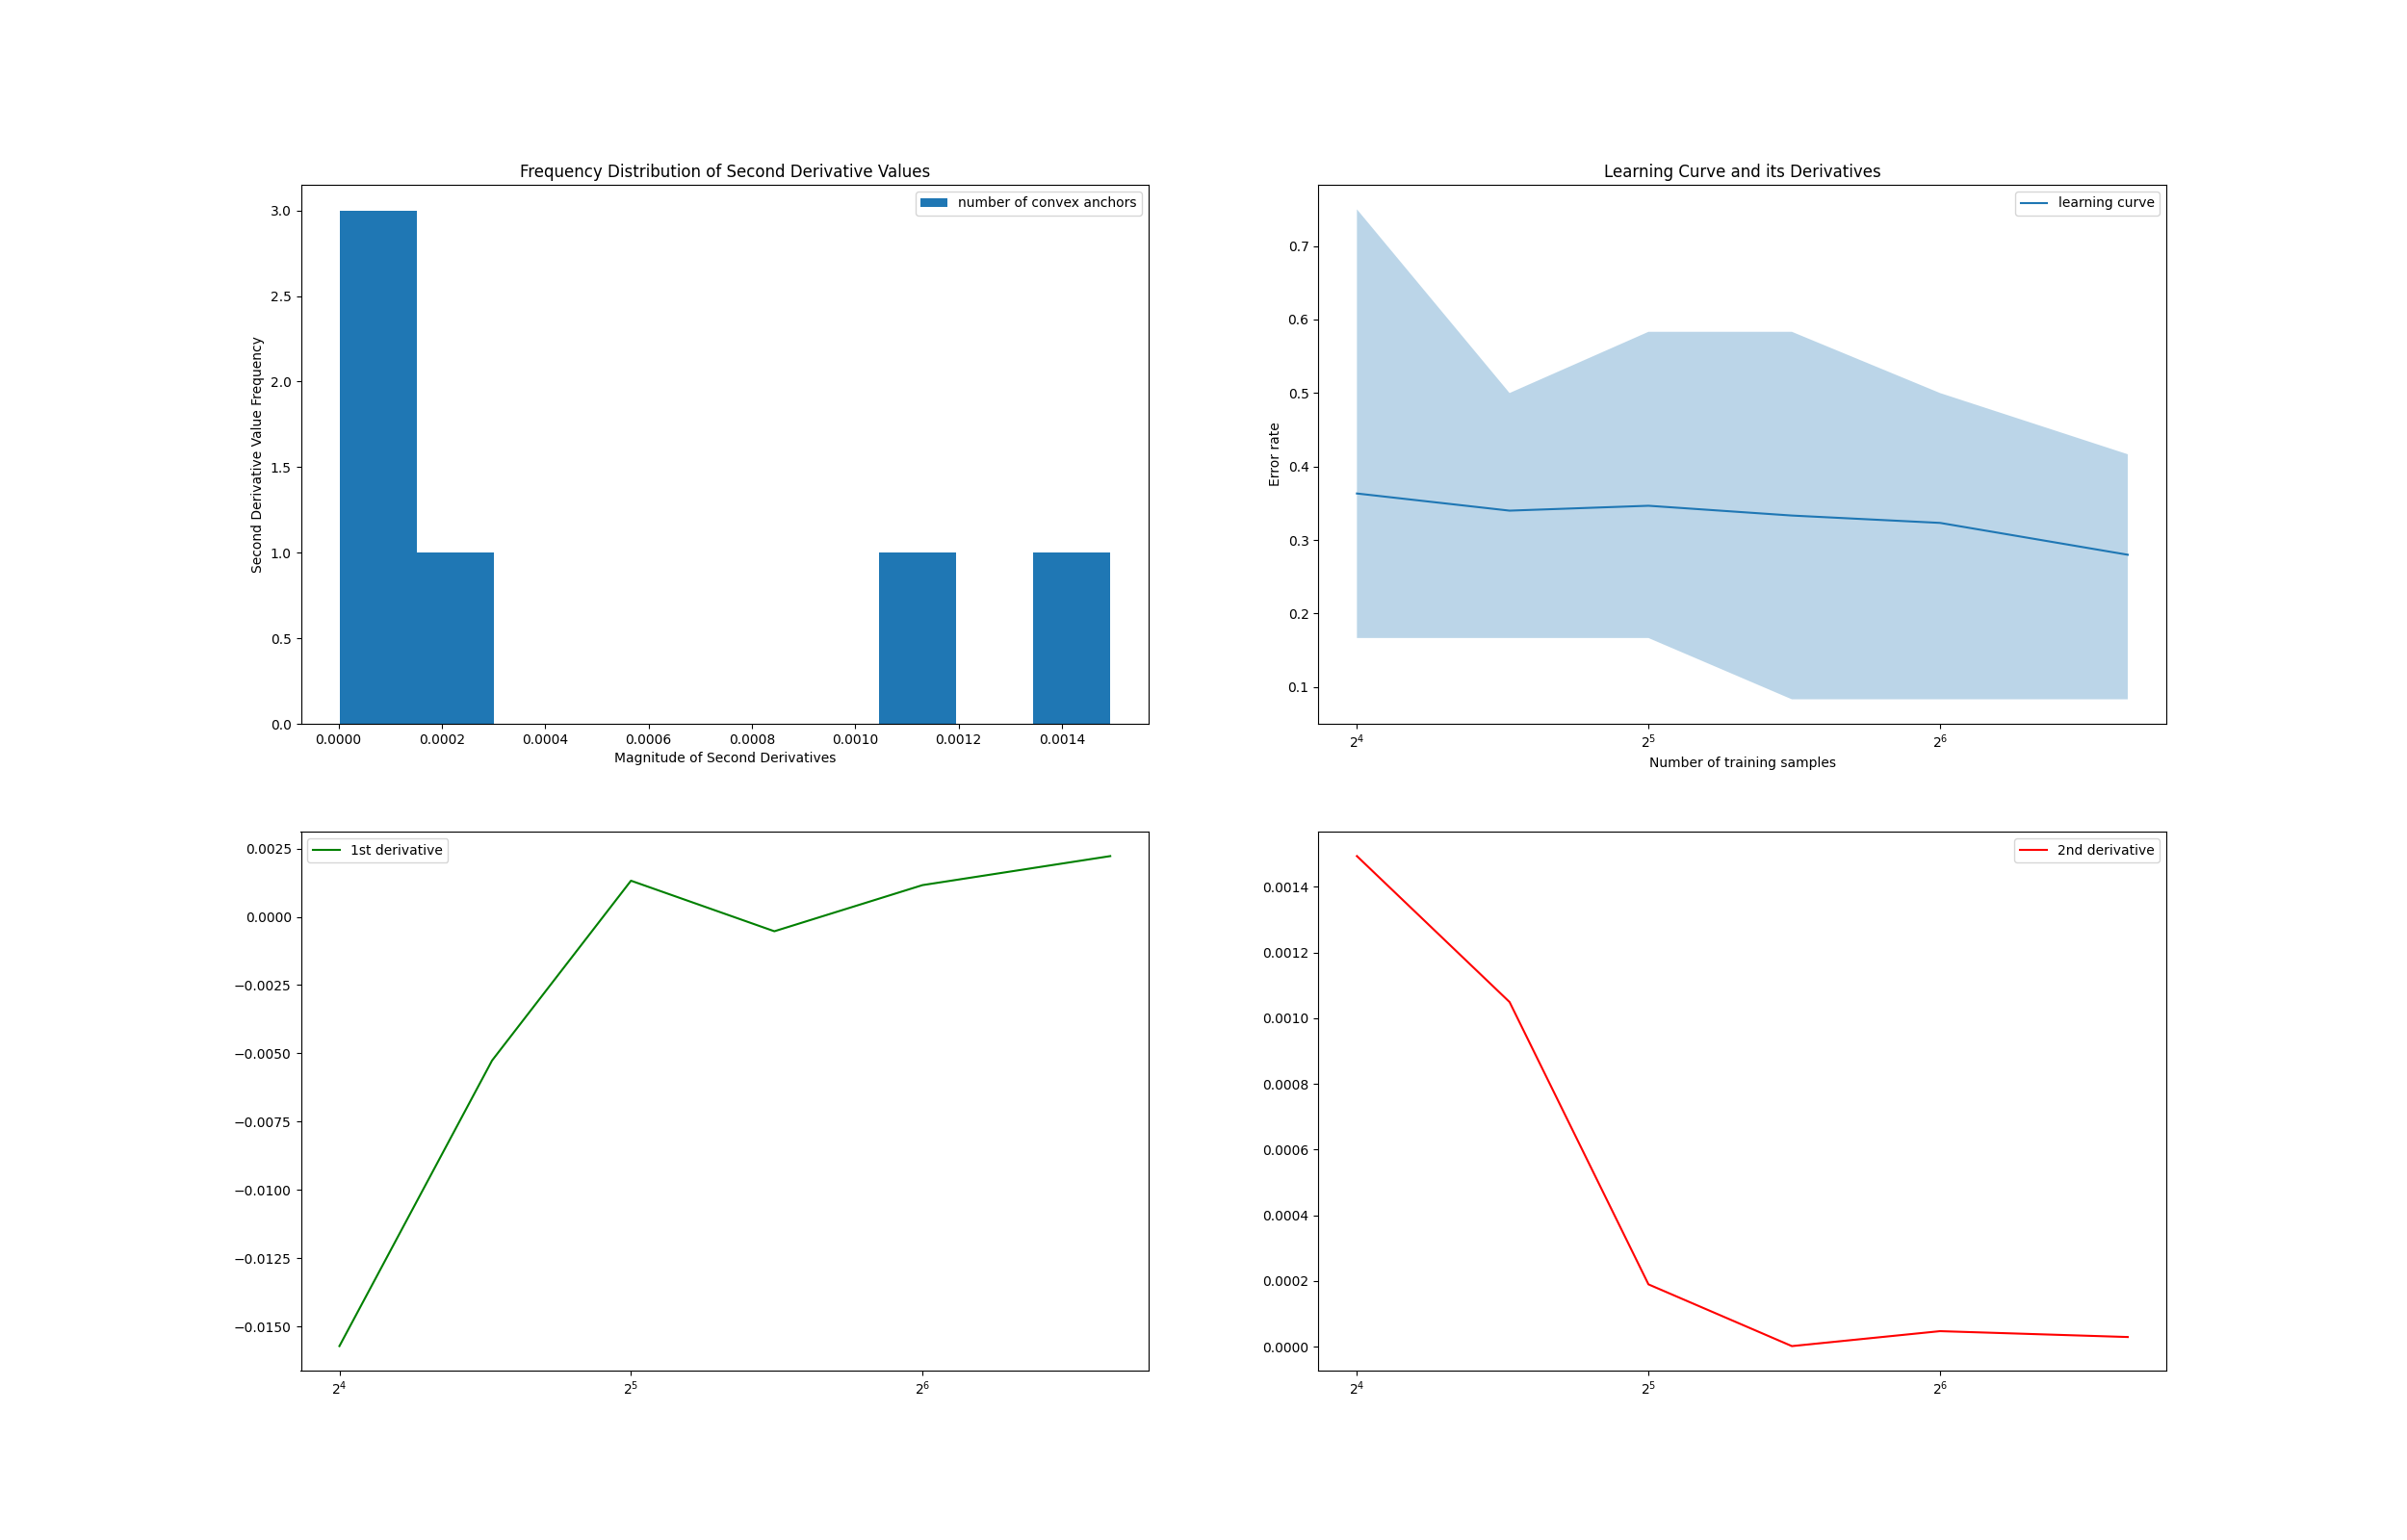 Frequency Distribution of Second Derivative Values
number of convex anchors
3.0
2.5
2.0
1.5
1.0
0.5
0.0
Second Derivative Value Frequency
0.0000 0.0002 0.0004 0.0006 0.0008 0.0010 0.0012 0.0014
Magnitude of Second Derivatives
Learning Curve and its Derivatives
learning curve
0.7
0.6
0.5
0.4
0.3
0.2
0.1
Error rate
2⁴ 2⁵ 2⁶
Number of training samples
1st derivative
0.0025
0.0000
−0.0025
−0.0050
−0.0075
−0.0100
−0.0125
−0.0150
2⁴ 2⁵ 2⁶
2nd derivative
0.0014
0.0012
0.0010
0.0008
0.0006
0.0004
0.0002
0.0000
2⁴ 2⁵ 2⁶